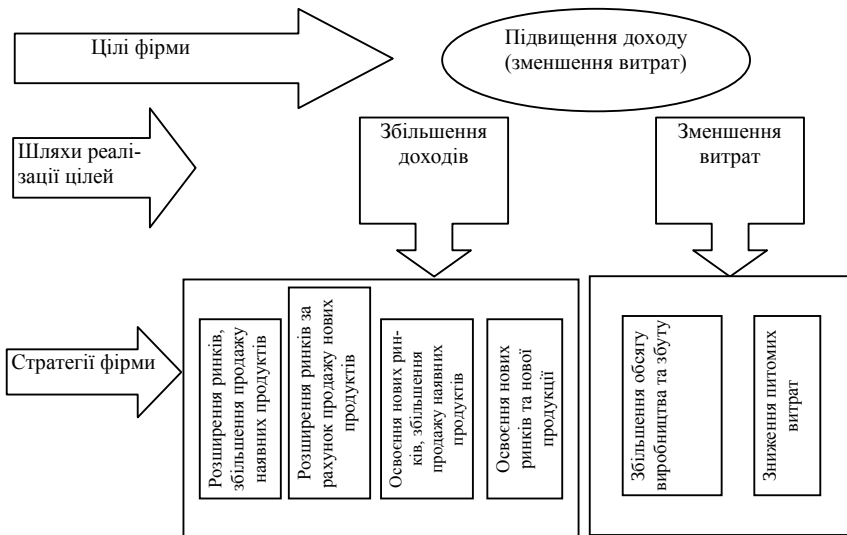 Цілі фірми
Підвищення доходу
(зменшення витрат)
Шляхи реалі-
зації цілей
Збільшення
доходів
Зменшення
витрат
Стратегії фірми
Розширення ринків,
збільшення продажу
наявних продуктів
Розширення ринків за
рахунок продажу нових
продуктів
Освоєння нових рин-
ків, збільшення
продажу наявних
продуктів
Освоєння нових
ринків та нової
продукції
Збільшення обсягу
виробництва та збуту
Зниження питомих
витрат